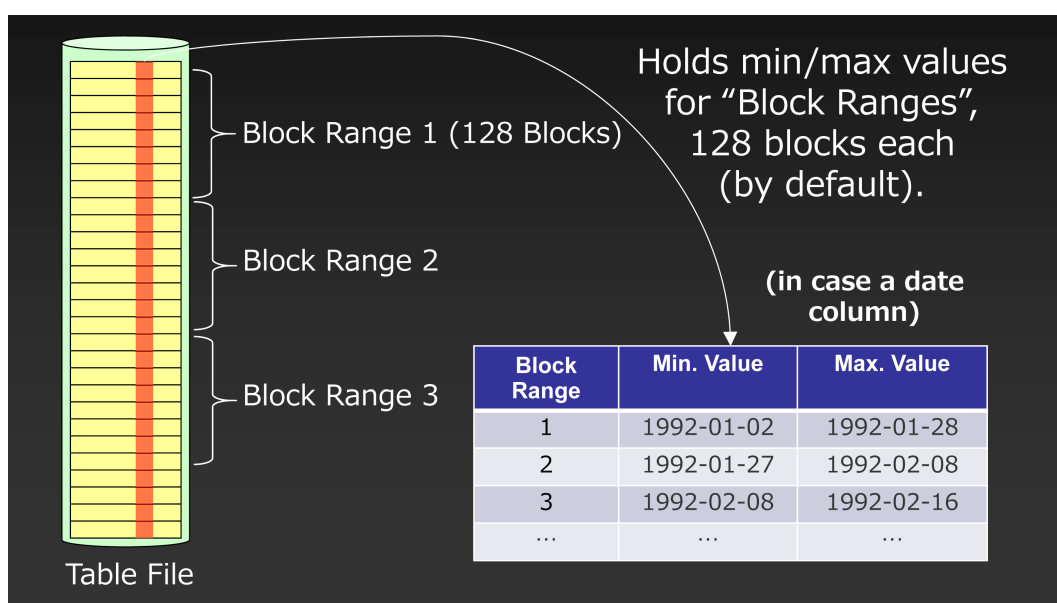 Holds min/max values
for “Block Ranges”,
128 blocks each
(by default).
Block Range 1 (128 Blocks)
Block Range 2
Block Range 3
Table File
(in case a date
column)
Block
Range
Min. Value
Max. Value
1
1992-01-02
1992-01-28
2
1992-01-27
1992-02-08
3
1992-02-08
1992-02-16
...
...
...